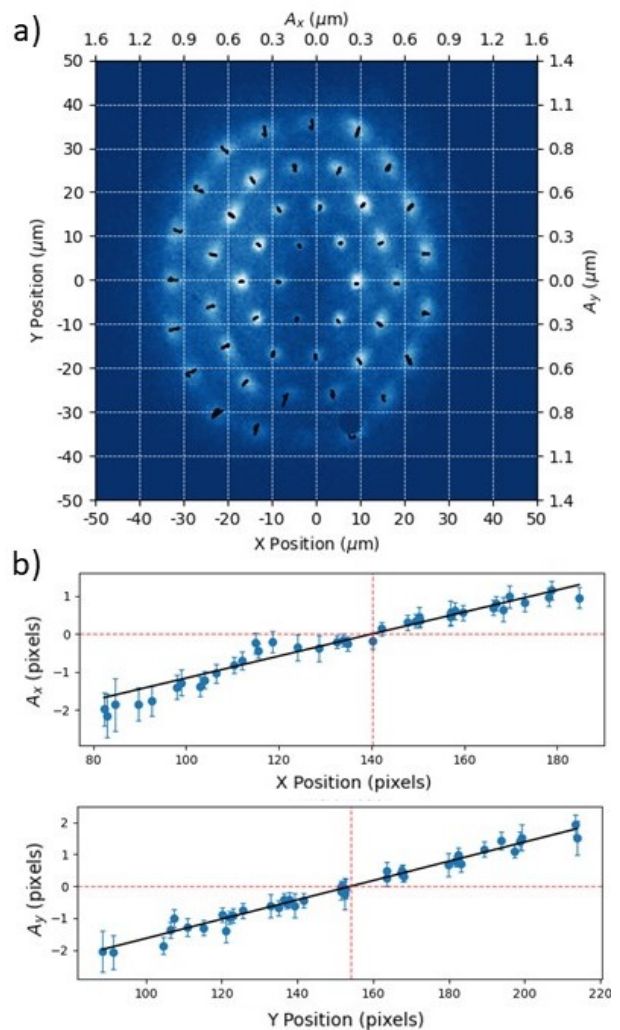 a)
Aₓ (μm)
1.6 1.2 0.9 0.6 0.3 0.0 0.3 0.6 0.9 1.2 1.6
50 1.4
40 1.1
30 0.8
20 0.6
10 0.3
0 0.0
-10 0.3
-20 0.6
-30 0.8
-40 1.1
-50 1.4
Y Position (μm)
A_y (μm)
-50 -40 -30 -20 -10 0 10 20 30 40 50
X Position (μm)
b)
1
0
-1
-2
Aₓ (pixels)
80 100 120 140 160 180
X Position (pixels)
2
1
0
-1
-2
A_y (pixels)
100 120 140 160 180 200 220
Y Position (pixels)